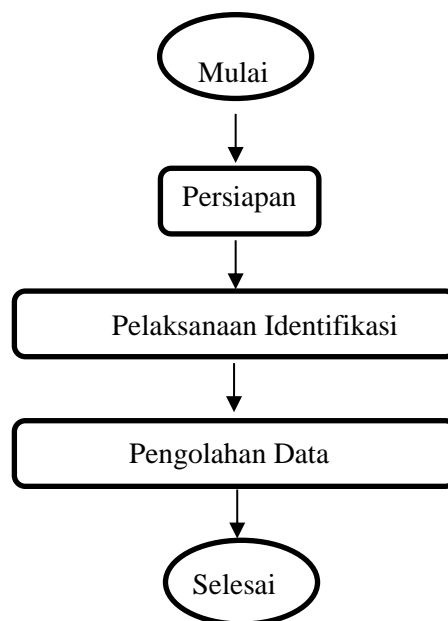 Mulai
Persiapan
Pelaksanaan Identifikasi
Pengolahan Data
Selesai